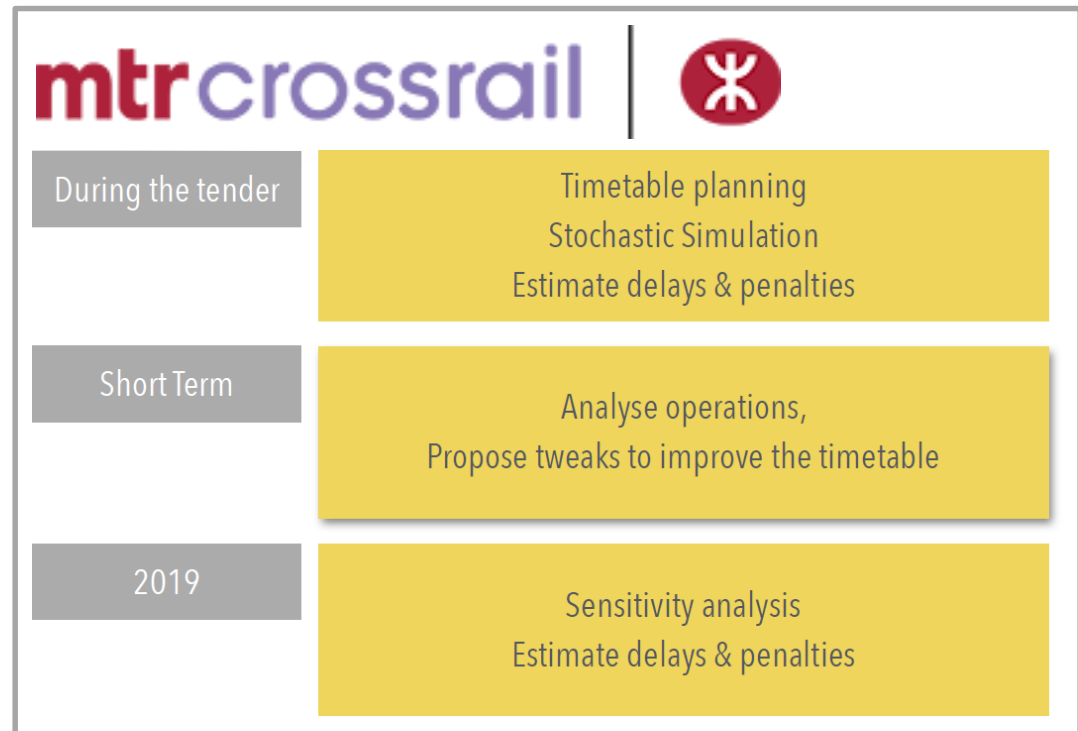 mtrcrossrail
During the tender
Timetable planning
Stochastic Simulation
Estimate delays & penalties
Short Term
Analyse operations,
Propose tweaks to improve the timetable
2019
Sensitivity analysis
Estimate delays & penalties